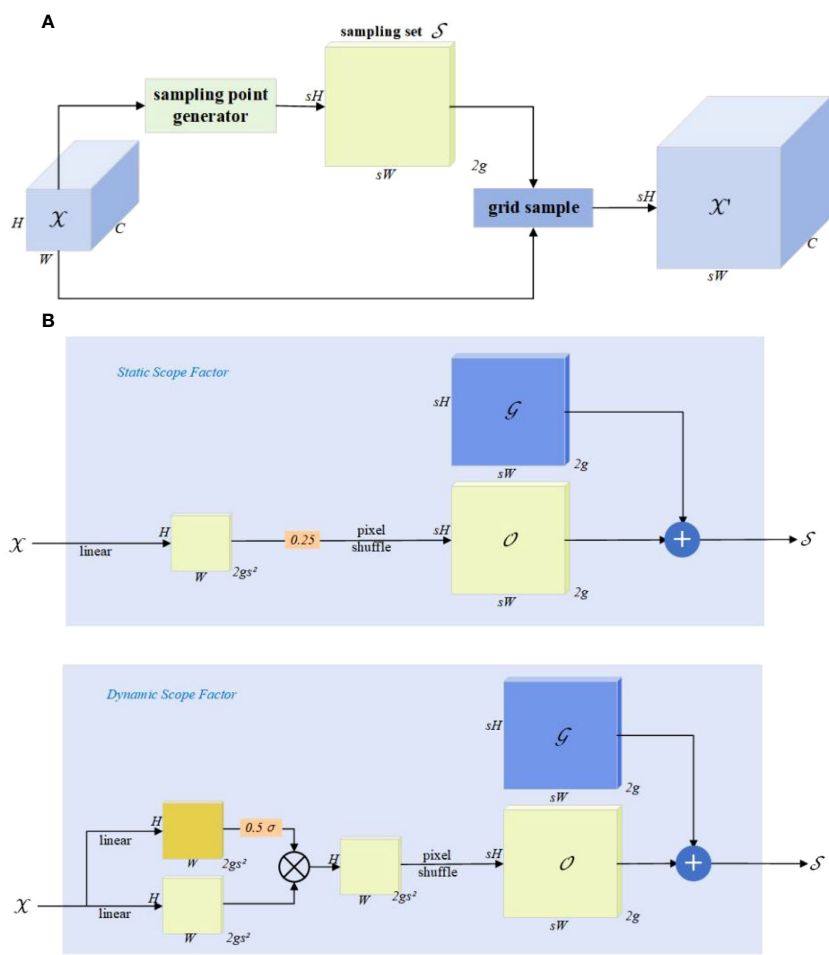 A
sampling set 𝒮
sampling point
generator
sH
sW
2g
𝒳
H
W
C
grid sample
sH
𝒳'
sW
C
B
Static Scope Factor
sH
𝒢
sW
2g
𝒳
linear
H
W
2gs²
0.25
pixel
shuffle
sH
𝒪
sW
2g
+
𝒮
Dynamic Scope Factor
sH
𝒢
sW
2g
H
linear
W
2gs²
0.5 σ
𝒳
linear
H
W
2gs²
H
W
2gs²
pixel
shuffle
sH
𝒪
sW
2g
+
𝒮